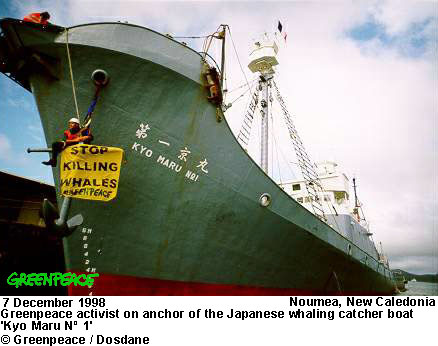 第一京丸
KYO MARU No1
STOP
KILLING
WHALES
GREENPEACE
GREENPEACE
7 December 1998 Noumea, New Caledonia
Greenpeace activist on anchor of the Japanese whaling catcher boat
'Kyo Maru N° 1'
© Greenpeace / Dosdane